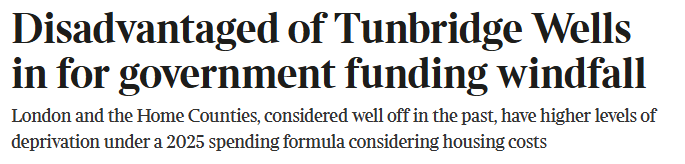 Disadvantaged of Tunbridge Wells
in for government funding windfall
London and the Home Counties, considered well off in the past, have higher levels of
deprivation under a 2025 spending formula considering housing costs